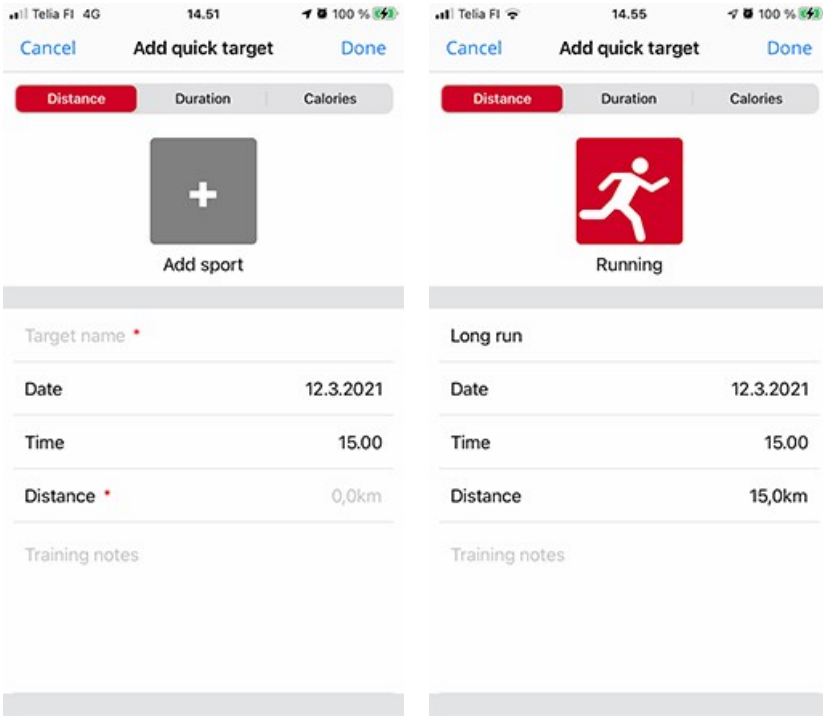 Telia FI 4G 14.51 100 %
Cancel Add quick target Done
Distance Duration Calories
Add sport
Target name *
Date 12.3.2021
Time 15.00
Distance * 0,0km
Training notes
Telia FI 14.55 100 %
Cancel Add quick target Done
Distance Duration Calories
Running
Long run
Date 12.3.2021
Time 15.00
Distance 15,0km
Training notes